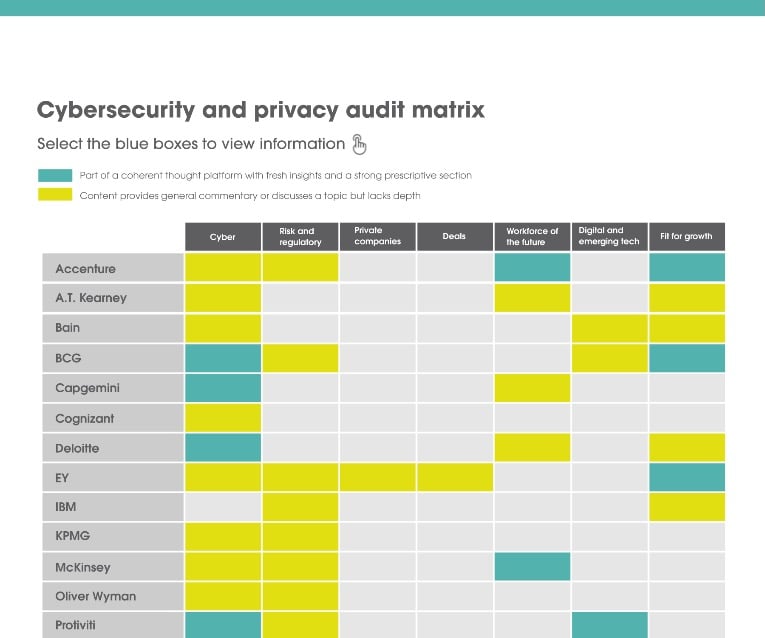 Cybersecurity and privacy audit matrix
Select the blue boxes to view information
Part of a coherent thought platform with fresh insights and a strong prescriptive section
Content provides general commentary or discusses a topic but lacks depth
Cyber
Risk and
regulatory
Private
companies
Deals
Workforce of
the future
Digital and
emerging tech
Fit for growth
Accenture
A.T. Kearney
Bain
BCG
Capgemini
Cognizant
Deloitte
EY
IBM
KPMG
McKinsey
Oliver Wyman
Protiviti